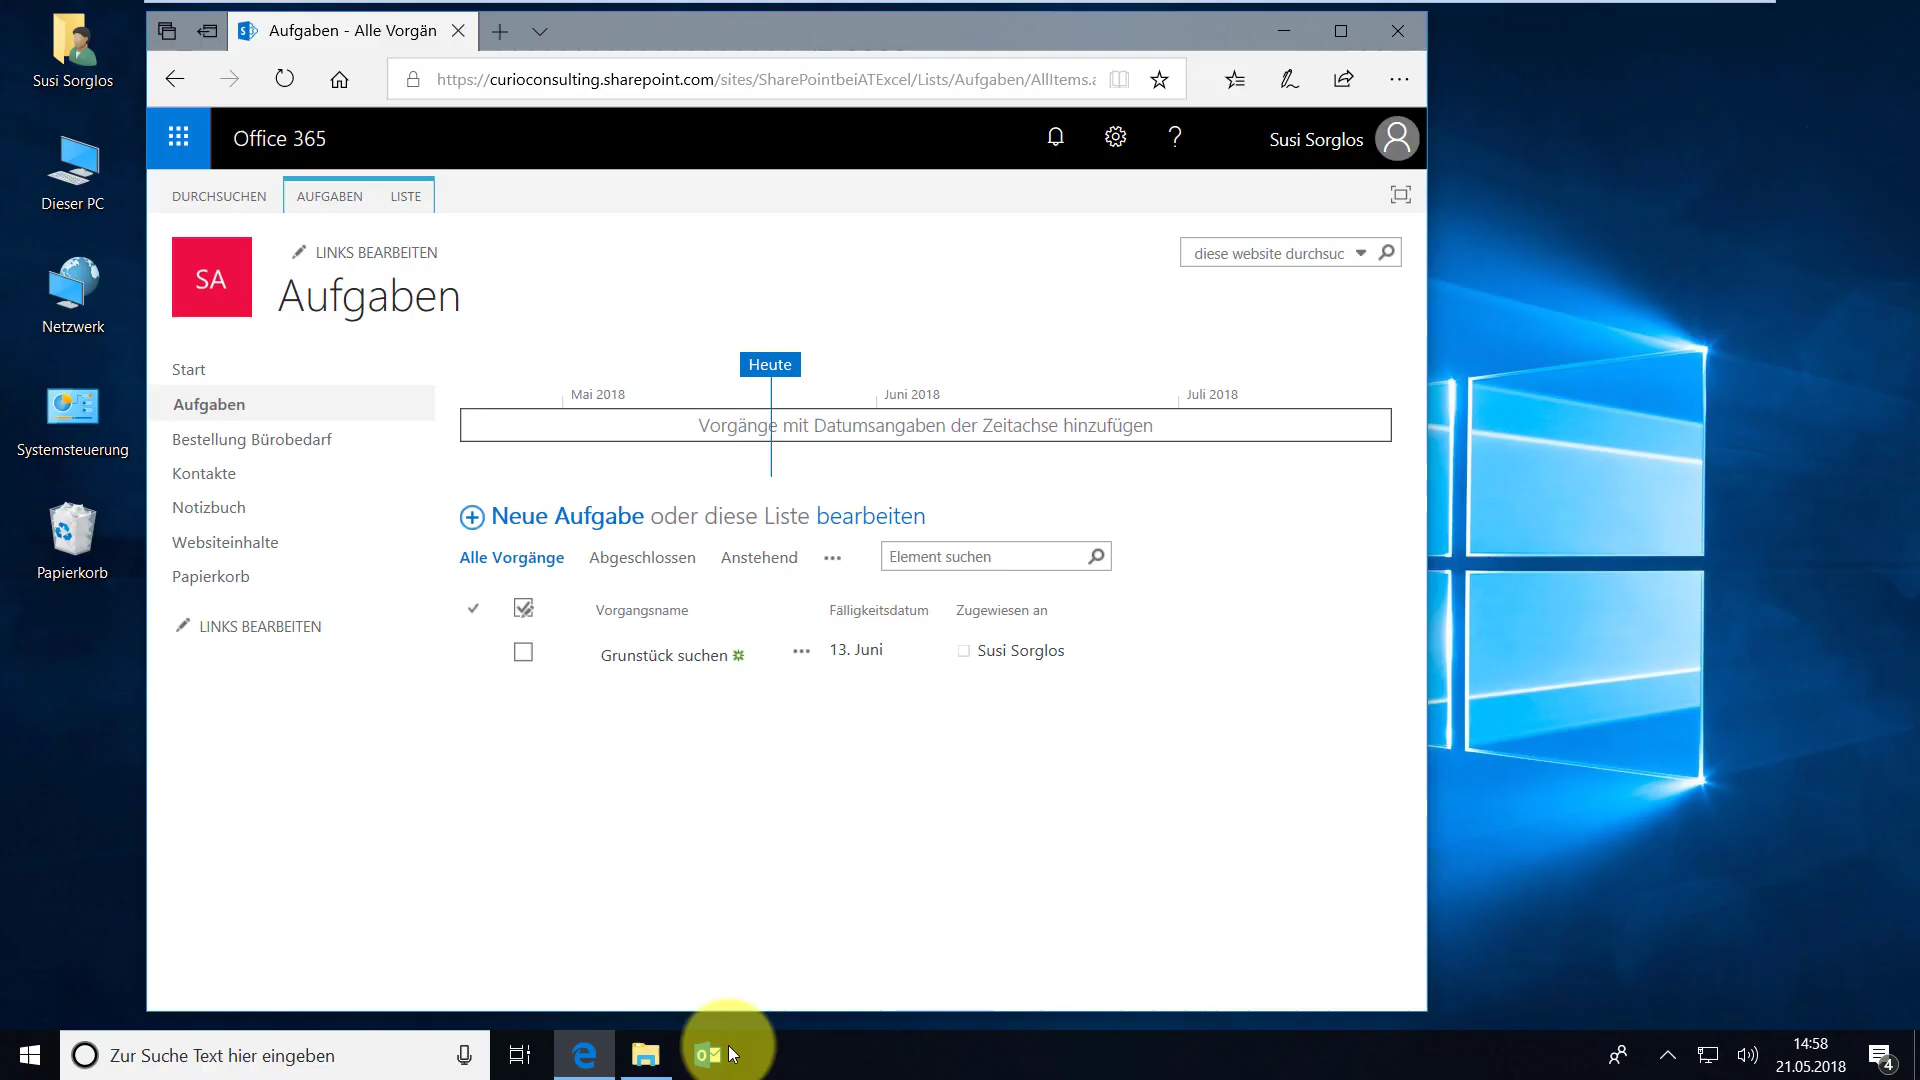 Susi Sorglos
Dieser PC
Netzwerk
Systemsteuerung
Papierkorb
Aufgaben - Alle Vorgän
https://curioconsulting.sharepoint.com/sites/SharePointbeiATExcel/Lists/Aufgaben/AllItems.a
Office 365
Susi Sorglos
DURCHSUCHEN AUFGABEN LISTE
SA
LINKS BEARBEITEN
diese website durchsuc
Aufgaben
Start
Aufgaben
Bestellung Bürobedarf
Kontakte
Notizbuch
Websiteinhalte
Papierkorb
LINKS BEARBEITEN
Heute
Mai 2018 Juni 2018 Juli 2018
Vorgänge mit Datumsangaben der Zeitachse hinzufügen
Neue Aufgabe oder diese Liste bearbeiten
Alle Vorgänge Abgeschlossen Anstehend ••• Element suchen
Vorgangsname Fälligkeitsdatum Zugewiesen an
Grunstück suchen ••• 13. Juni Susi Sorglos
Zur Suche Text hier eingeben
14:58
21.05.2018
4